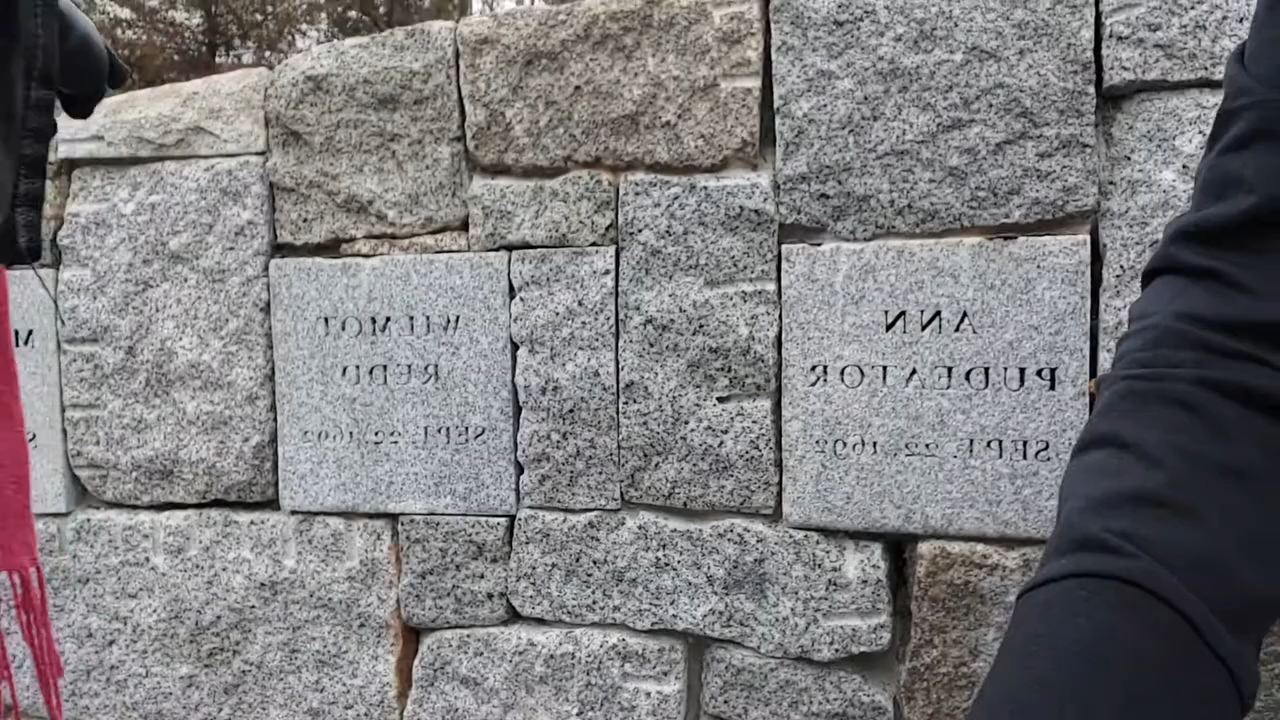 ANN
PUDEATOR
SEPT. 22, 1692
WILMOT
REDD
SEPT. 22, 1692
M
S